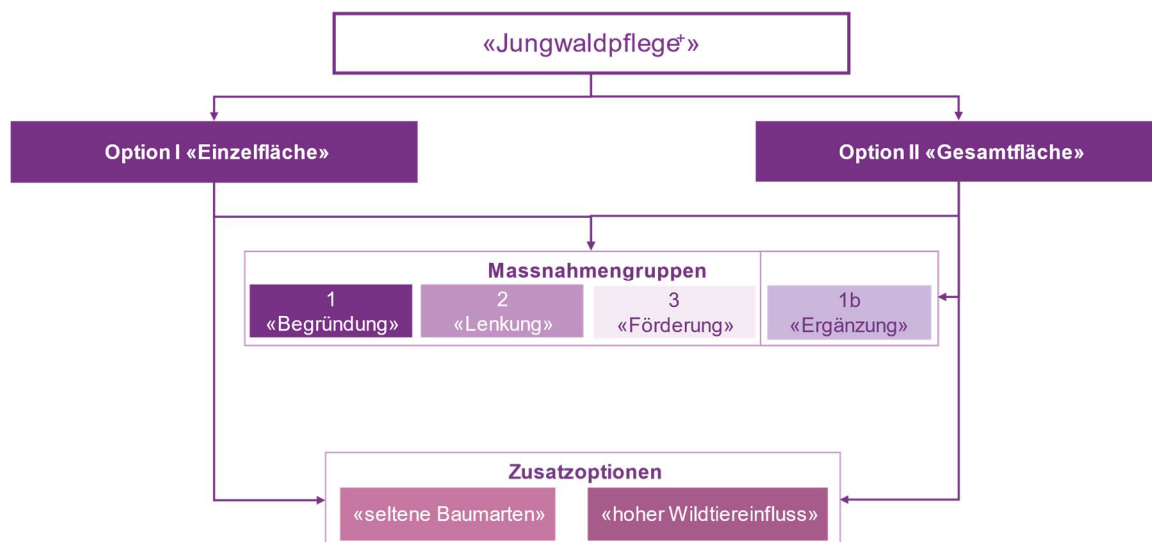 «Jungwaldpflege⁺»
Option I «Einzelfläche»
Option II «Gesamtfläche»
Massnahmengruppen
1
«Begründung»
2
«Lenkung»
3
«Förderung»
1b
«Ergänzung»
Zusatzoptionen
«seltene Baumarten»
«hoher Wildtiereinfluss»